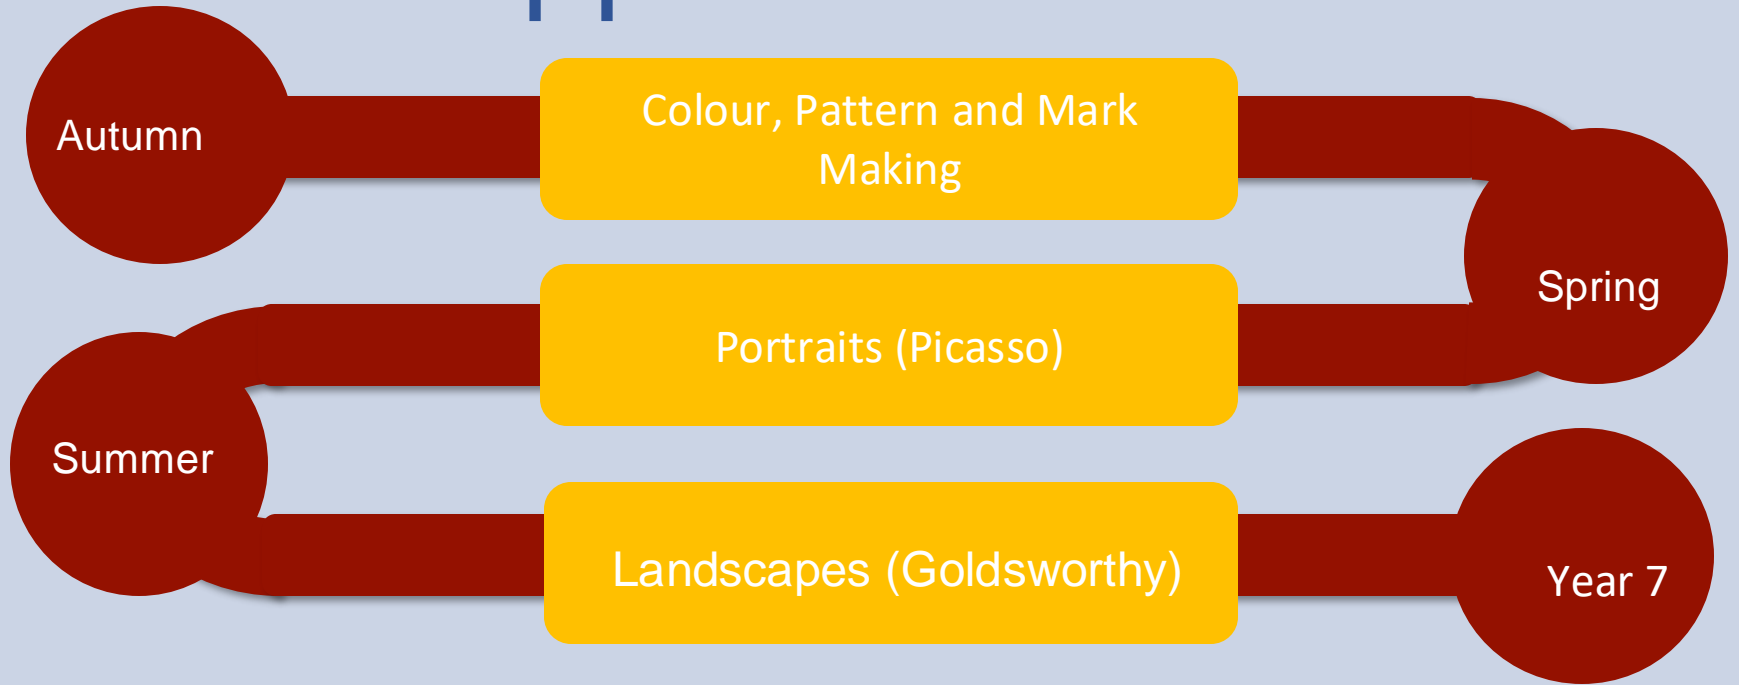 Autumn
Colour, Pattern and Mark
Making
Spring
Portraits (Picasso)
Summer
Landscapes (Goldsworthy)
Year 7